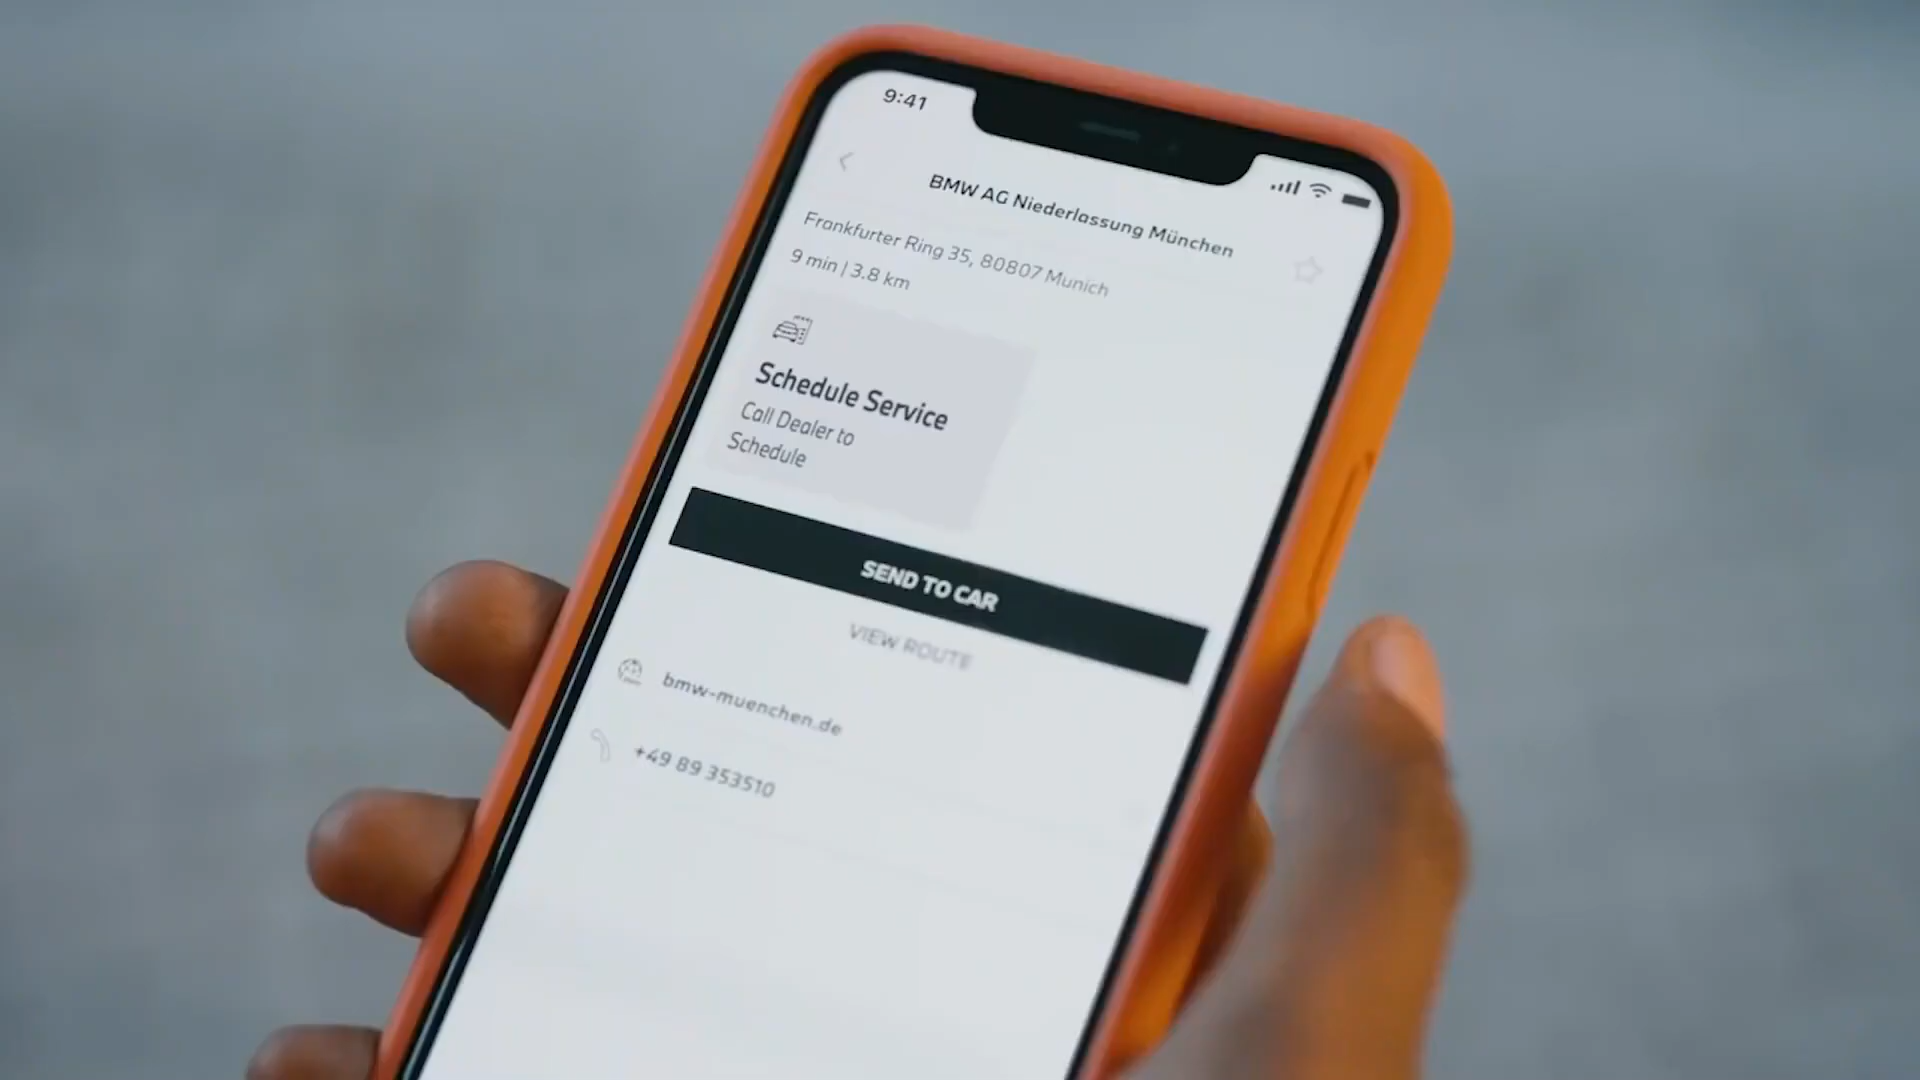 9:41
BMW AG Niederlassung München
Frankfurter Ring 35, 80807 Munich
9 min | 3.8 km
Schedule Service
Call Dealer to
Schedule
SEND TO CAR
VIEW ROUTE
bmw-muenchen.de
+49 89 353510